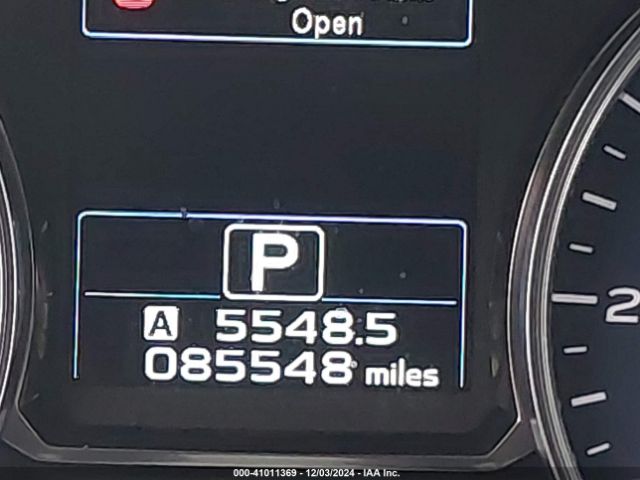 Open
P
A 5548.5
085548 miles
2
000-41011369 - 12/03/2024 - IAA Inc.